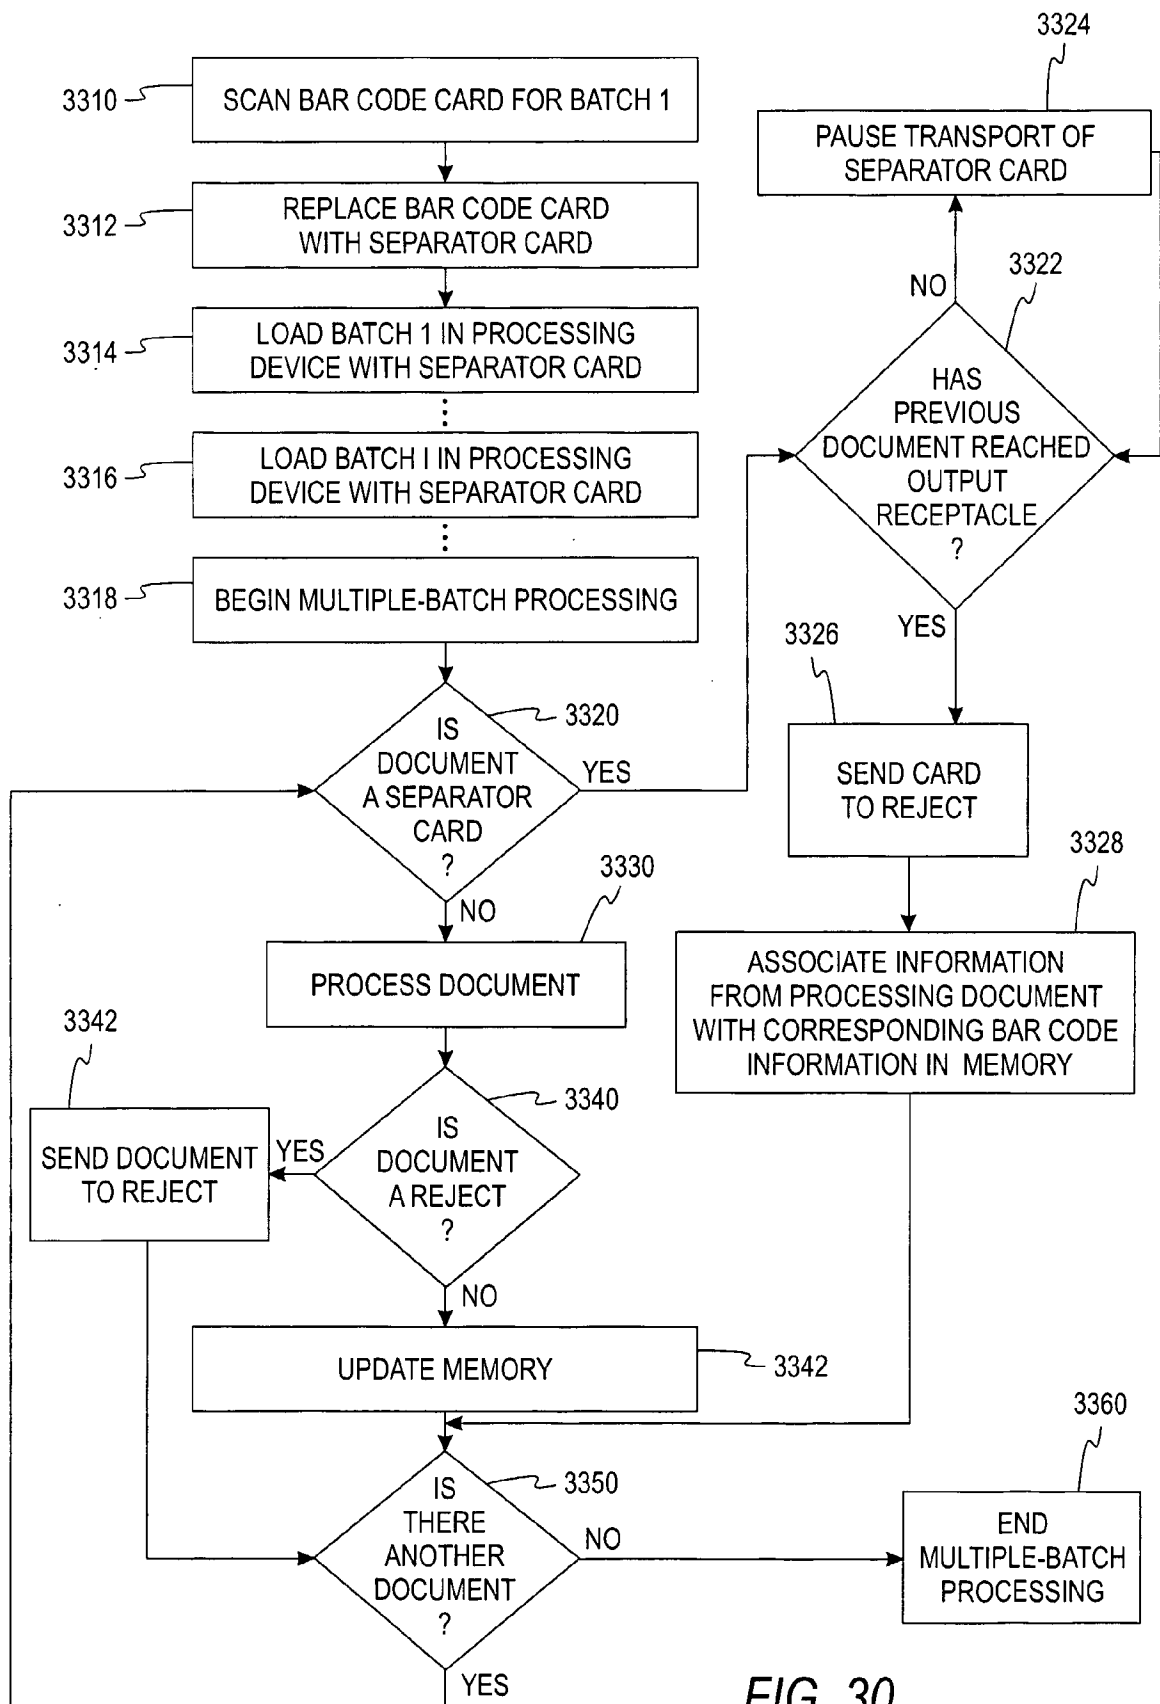 3324
3310
SCAN BAR CODE CARD FOR BATCH 1
PAUSE TRANSPORT OF
SEPARATOR CARD
3312
REPLACE BAR CODE CARD
WITH SEPARATOR CARD
3322
NO
3314
LOAD BATCH 1 IN PROCESSING
DEVICE WITH SEPARATOR CARD
HAS
PREVIOUS
DOCUMENT REACHED
OUTPUT
RECEPTACLE
?
3316
LOAD BATCH I IN PROCESSING
DEVICE WITH SEPARATOR CARD
3318
BEGIN MULTIPLE-BATCH PROCESSING
YES
3326
3320
IS
DOCUMENT
A SEPARATOR
CARD
?
YES
SEND CARD
TO REJECT
3328
3330
NO
PROCESS DOCUMENT
ASSOCIATE INFORMATION
FROM PROCESSING DOCUMENT
WITH CORRESPONDING BAR CODE
INFORMATION IN MEMORY
3342
3340
IS
DOCUMENT
A REJECT
?
YES
SEND DOCUMENT
TO REJECT
NO
UPDATE MEMORY
3342
3360
3350
IS
THERE
ANOTHER
DOCUMENT
?
NO
END
MULTIPLE-BATCH
PROCESSING
YES
FIG. 30